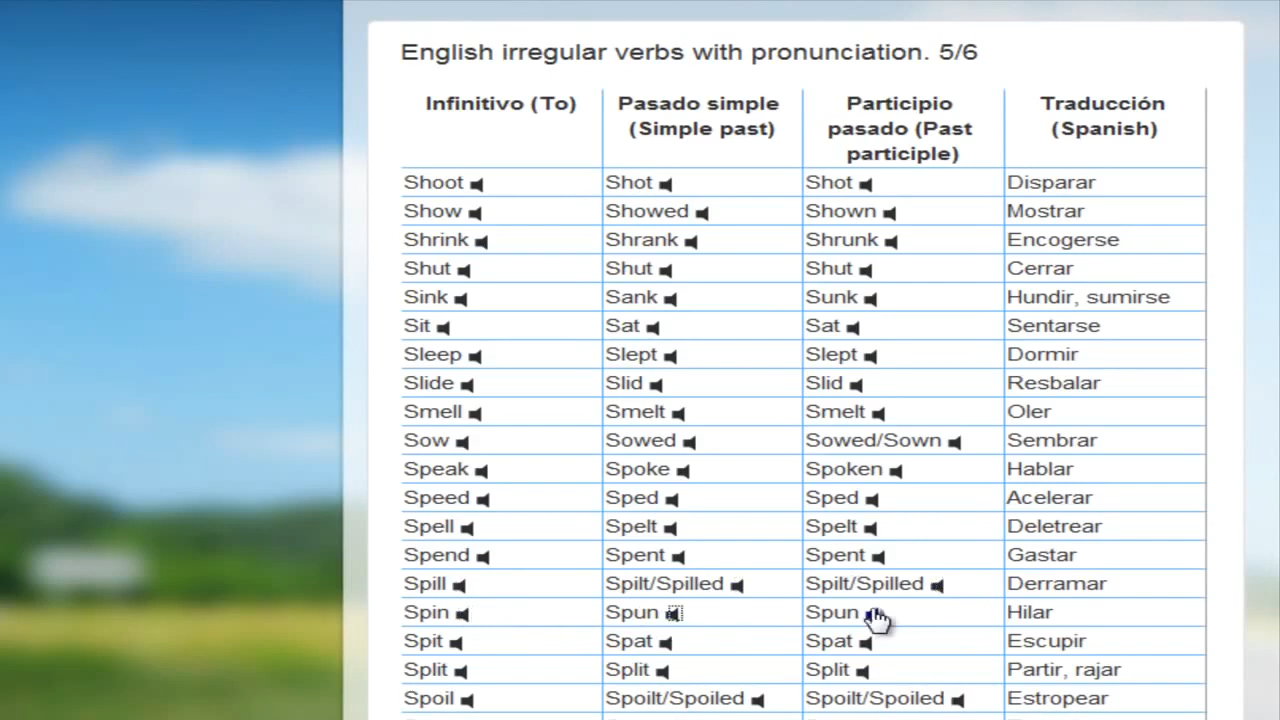 English irregular verbs with pronunciation. 5/6
Infinitivo (To) Pasado simple (Simple past) Participio pasado (Past participle) Traducción (Spanish)
Shoot Shot Shot Disparar
Show Showed Shown Mostrar
Shrink Shrank Shrunk Encogerse
Shut Shut Shut Cerrar
Sink Sank Sunk Hundir, sumirse
Sit Sat Sat Sentarse
Sleep Slept Slept Dormir
Slide Slid Slid Resbalar
Smell Smelt Smelt Oler
Sow Sowed Sowed/Sown Sembrar
Speak Spoke Spoken Hablar
Speed Sped Sped Acelerar
Spell Spelt Spelt Deletrear
Spend Spent Spent Gastar
Spill Spilt/Spilled Spilt/Spilled Derramar
Spin Spun Spun Hilar
Spit Spat Spat Escupir
Split Split Split Partir, rajar
Spoil Spoilt/Spoiled Spoilt/Spoiled Estropear